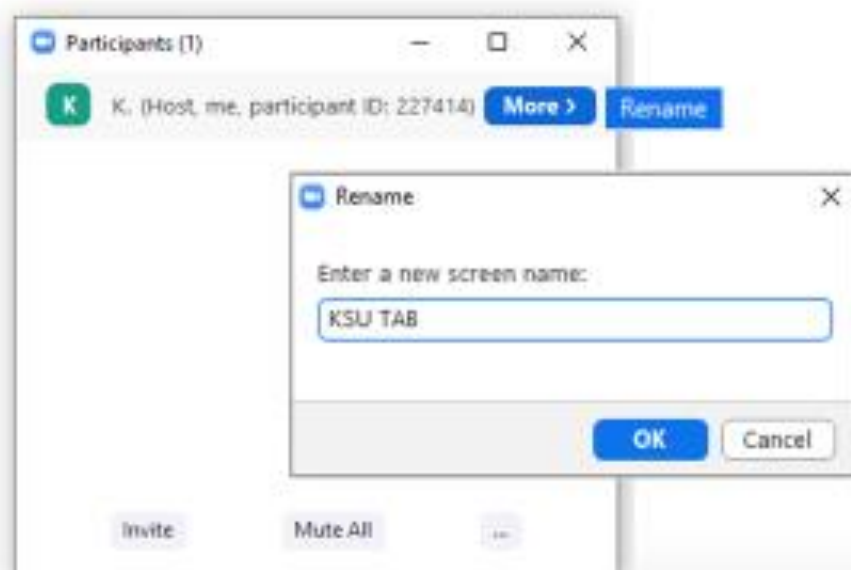 Participants (1)
K
K. (Host, me, participant ID: 227414)
More >
Rename
Rename
Enter a new screen name:
KSU TAB
OK
Cancel
Invite
Mute All
...